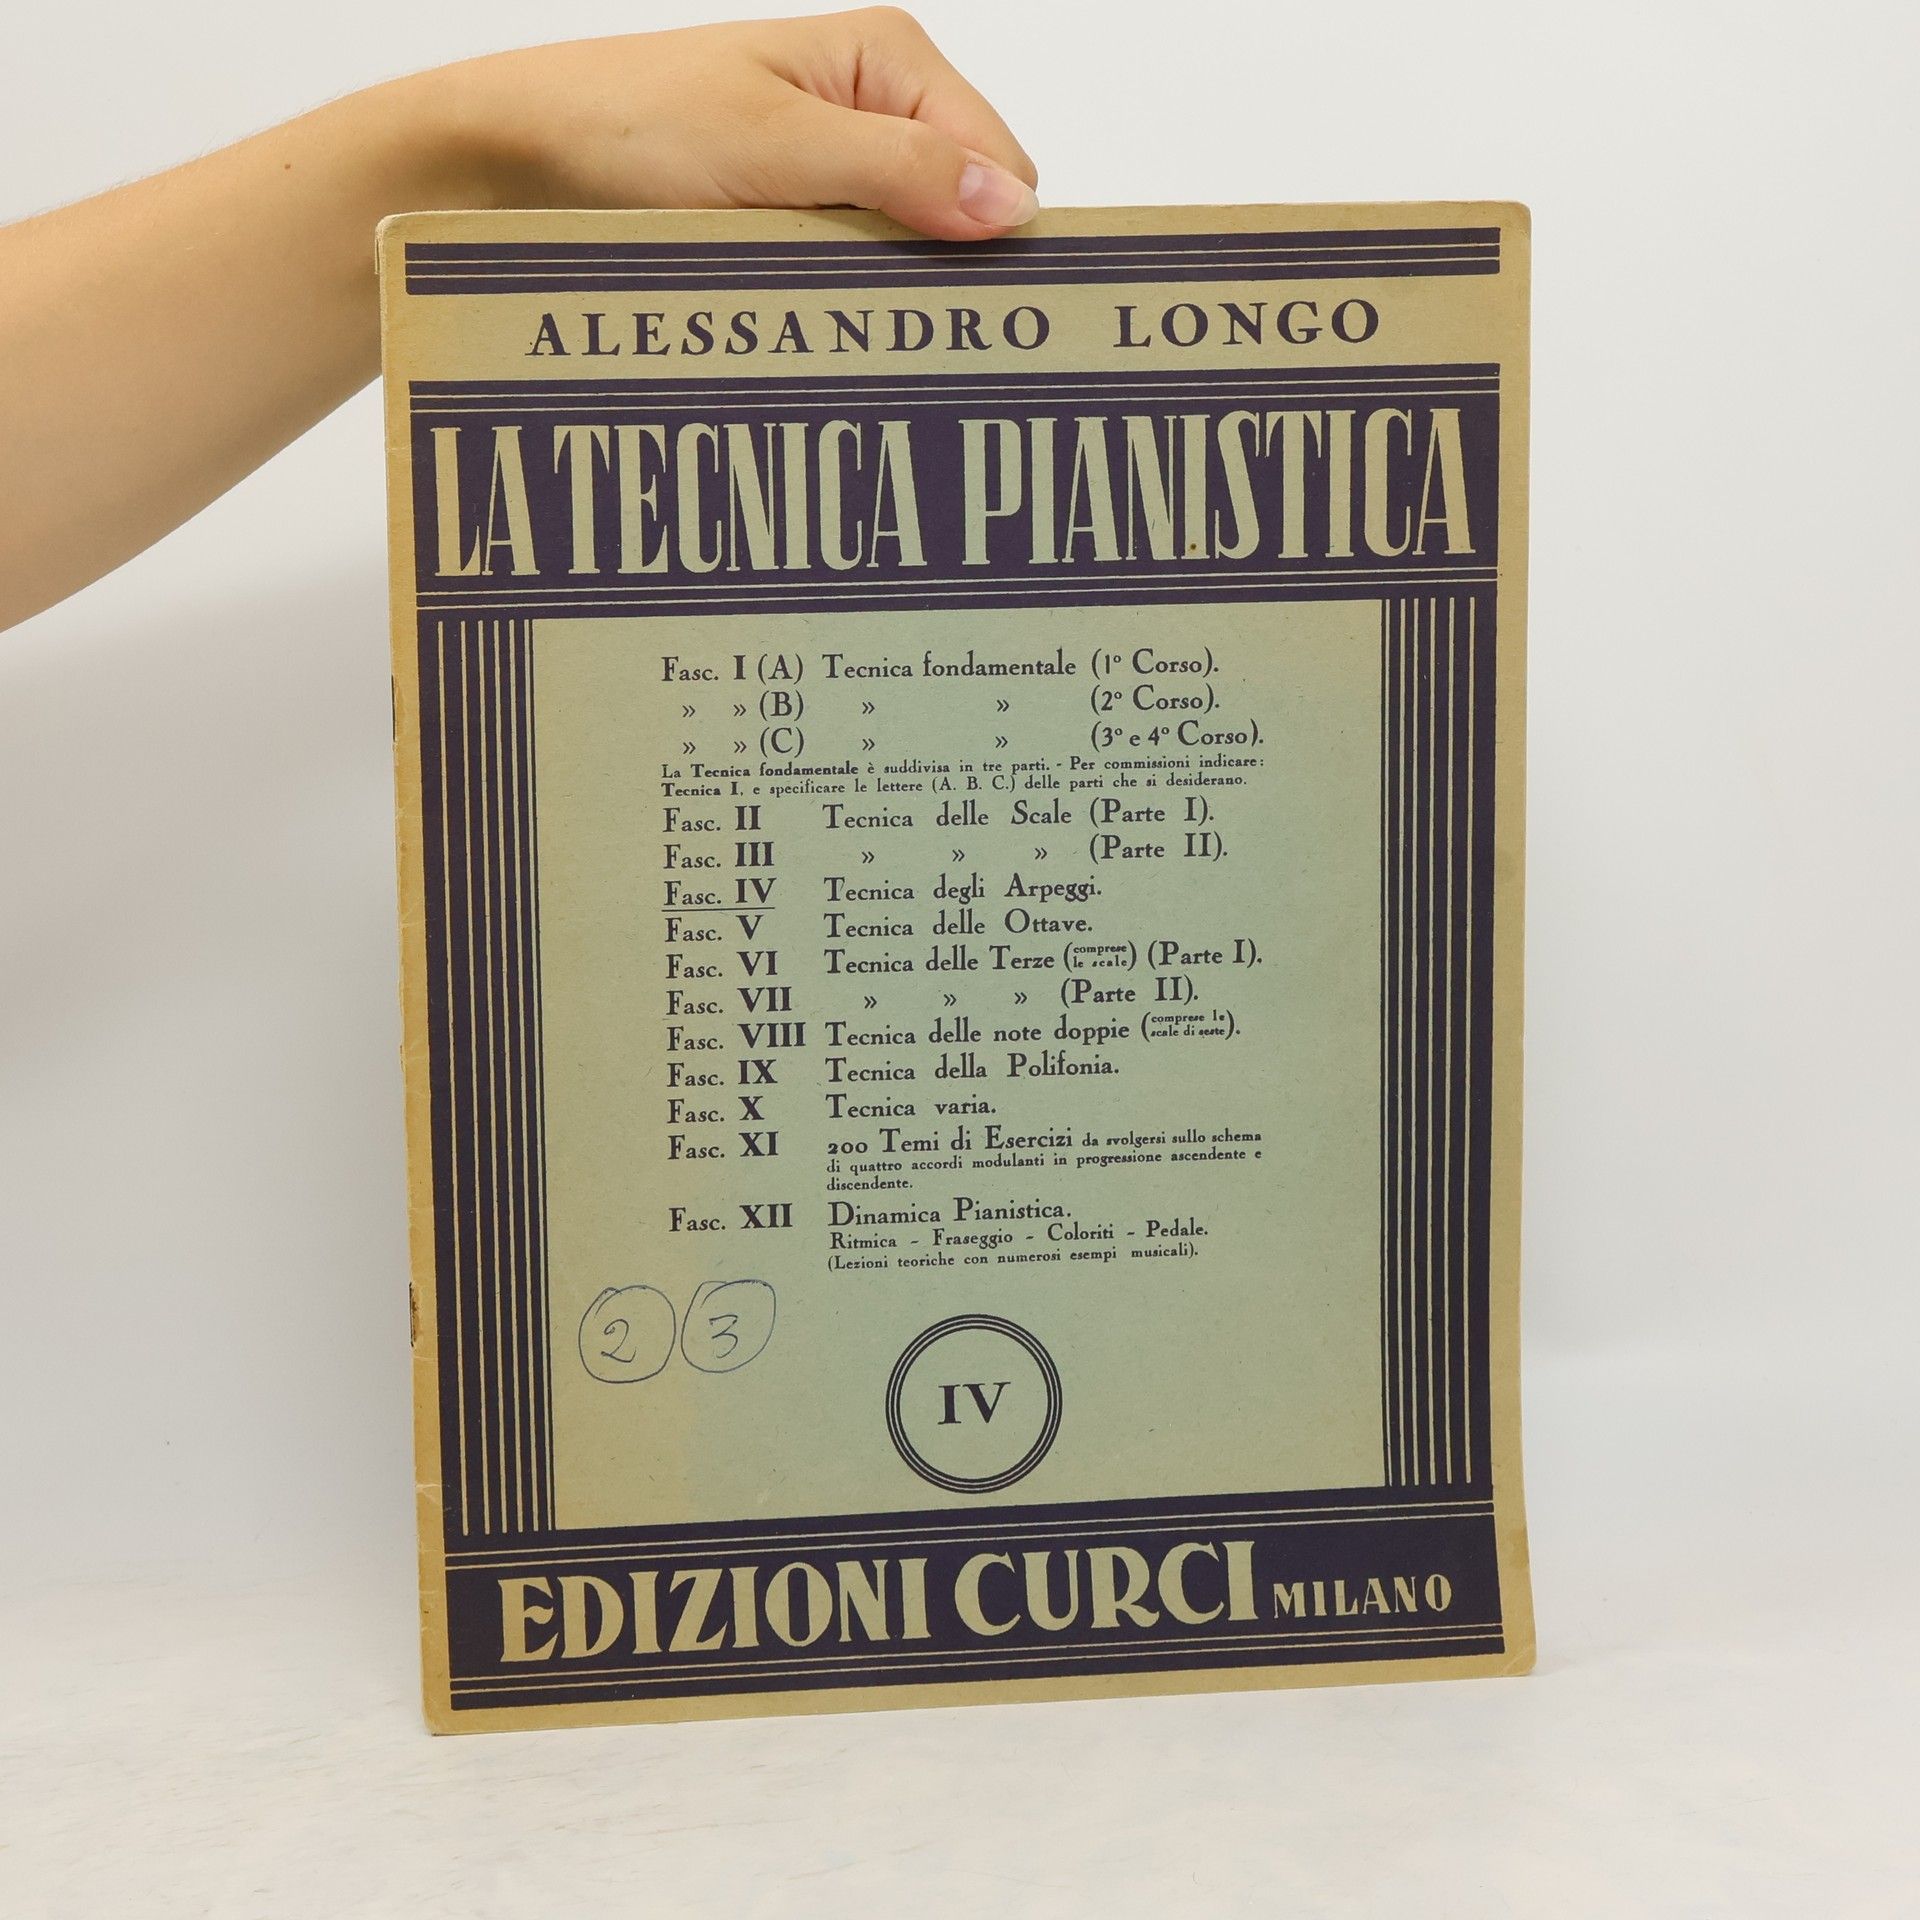 ALESSANDRO LONGO
LA TECNICA PIANISTICA
Fasc. I (A) Tecnica fondamentale (1º Corso).
» » (B) » » (2º Corso).
» » (C) » » (3º e 4º Corso).
La Tecnica fondamentale è suddivisa in tre parti. - Per commissioni indicare:
Tecnica I, e specificare le lettere (A. B. C.) delle parti che si desiderano.
Fasc. II Tecnica delle Scale (Parte I).
Fasc. III » » » (Parte II).
Fasc. IV Tecnica degli Arpeggi.
Fasc. V Tecnica delle Ottave.
Fasc. VI Tecnica delle Terze (comprese le scale) (Parte I).
Fasc. VII » » » (Parte II).
Fasc. VIII Tecnica delle note doppie (comprese le scale di seste).
Fasc. IX Tecnica della Polifonia.
Fasc. X Tecnica varia.
Fasc. XI 200 Temi di Esercizi da svolgersi sullo schema
di quattro accordi modulanti in progressione ascendente e
discendente.
Fasc. XII Dinamica Pianistica.
Ritmica - Fraseggio - Coloriti - Pedale.
(Lezioni teoriche con numerosi esempi musicali).
2 3
IV
EDIZIONI CURCI MILANO